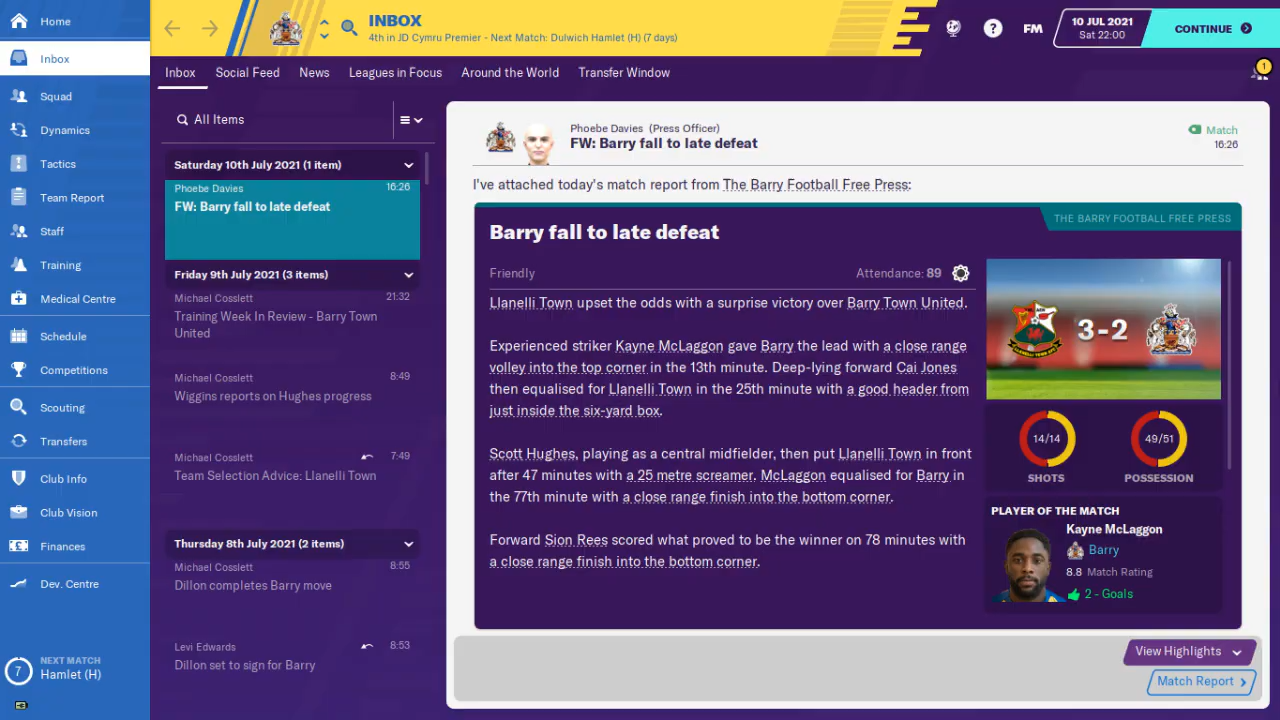 Home
Inbox
Squad
Dynamics
Tactics
Team Report
Staff
Training
Medical Centre
Schedule
Competitions
Scouting
Transfers
Club Info
Club Vision
Finances
Dev. Centre
7
NEXT MATCH
Hamlet (H)
INBOX
4th in JD Cymru Premier - Next Match: Dulwich Hamlet (H) (7 days)
?
FM
10 JUL 2021
Sat 22:00
CONTINUE
Inbox
Social Feed
News
Leagues in Focus
Around the World
Transfer Window
1
All Items
Saturday 10th July 2021 (1 item)
Phoebe Davies 16:26
FW: Barry fall to late defeat
Friday 9th July 2021 (3 items)
Michael Cosslett 21:32
Training Week In Review - Barry Town
United
Michael Cosslett 8:49
Wiggins reports on Hughes progress
Michael Cosslett 7:49
Team Selection Advice: Llanelli Town
Thursday 8th July 2021 (2 items)
Michael Cosslett 8:55
Dillon completes Barry move
Levi Edwards 8:53
Dillon set to sign for Barry
Phoebe Davies (Press Officer)
FW: Barry fall to late defeat
Match
16:26
I've attached today's match report from The Barry Football Free Press:
THE BARRY FOOTBALL FREE PRESS
Barry fall to late defeat
Friendly
Attendance: 89
Llanelli Town upset the odds with a surprise victory over Barry Town United.
Experienced striker Kayne McLaggon gave Barry the lead with a close range
volley into the top corner in the 13th minute. Deep-lying forward Cai Jones
then equalised for Llanelli Town in the 25th minute with a good header from
just inside the six-yard box.
Scott Hughes, playing as a central midfielder, then put Llanelli Town in front
after 47 minutes with a 25 metre screamer. McLaggon equalised for Barry in
the 77th minute with a close range finish into the bottom corner.
Forward Sion Rees scored what proved to be the winner on 78 minutes with
a close range finish into the bottom corner.
3-2
14/14
SHOTS
49/51
POSSESSION
PLAYER OF THE MATCH
Kayne McLaggon
Barry
8.8 Match Rating
2 - Goals
View Highlights
Match Report